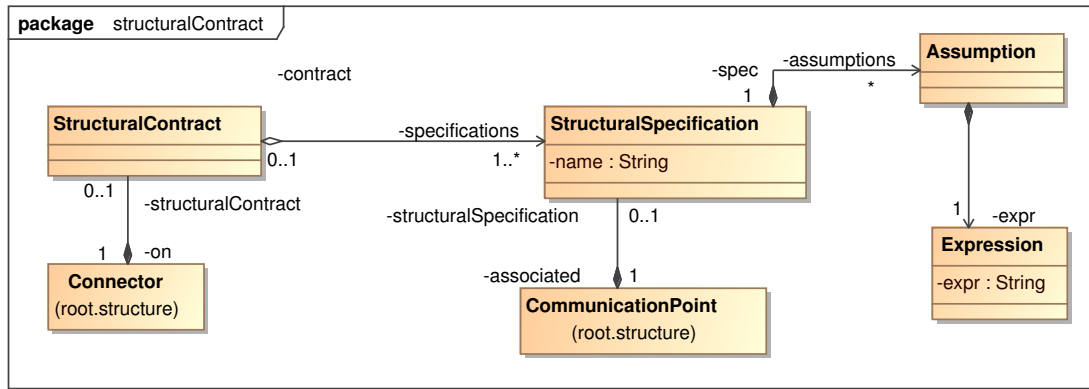 package structuralContract
-contract
-spec
-assumptions
Assumption
1
*
StructuralContract
-specifications
StructuralSpecification
0..1
1..*
-name : String
0..1
-structuralContract
-structuralSpecification
0..1
1
-expr
1
-on
Connector
(root.structure)
-associated
1
Expression
-expr : String
CommunicationPoint
(root.structure)